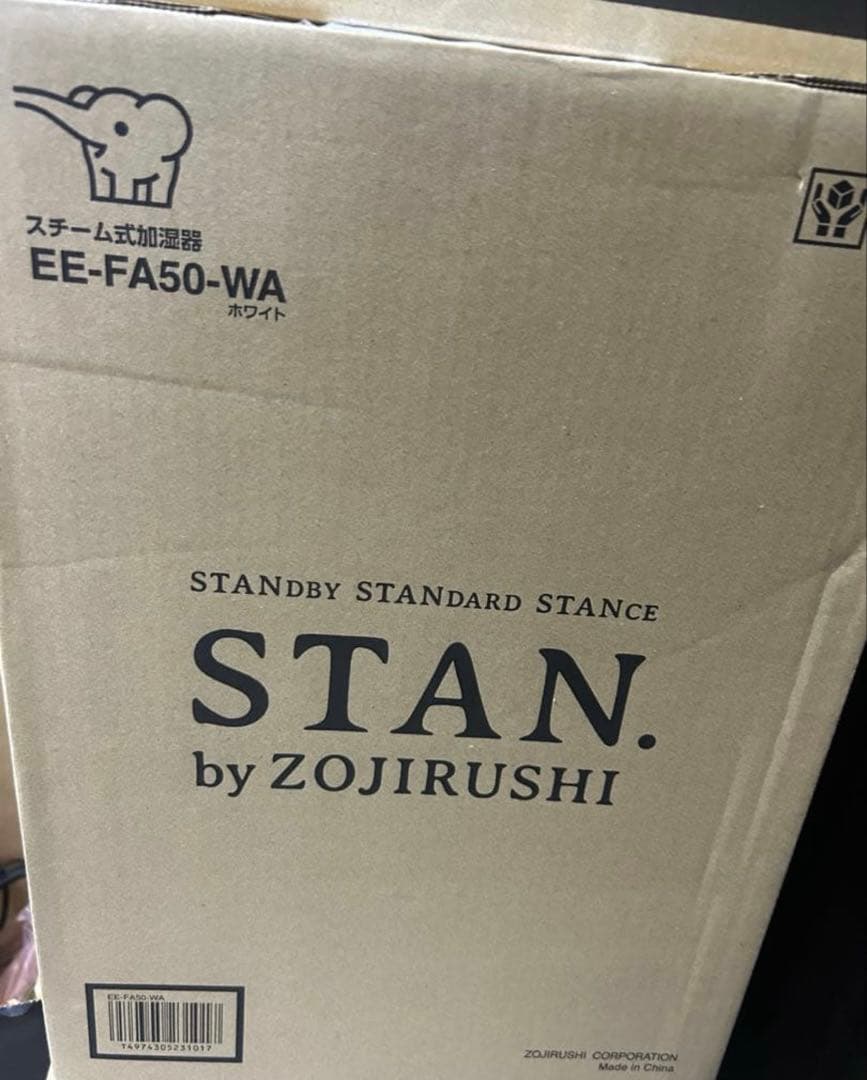 スチーム式加湿器
EE-FA50-WA
ホワイト
STANDBY STANDARD STANCE
STAN.
by ZOJIRUSHI
EE-FA50-WA
T4974305231017
ZOJIRUSHI CORPORATION
Made in China